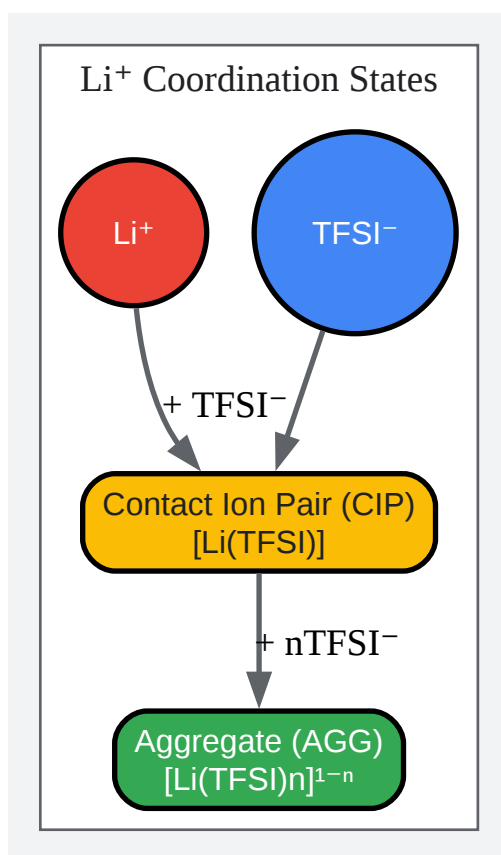 Li⁺ Coordination States
Li⁺
TFSI⁻
+ TFSI⁻
Contact Ion Pair (CIP)
[Li(TFSI)]
+ nTFSI⁻
Aggregate (AGG)
[Li(TFSI)n]¹⁻ⁿ